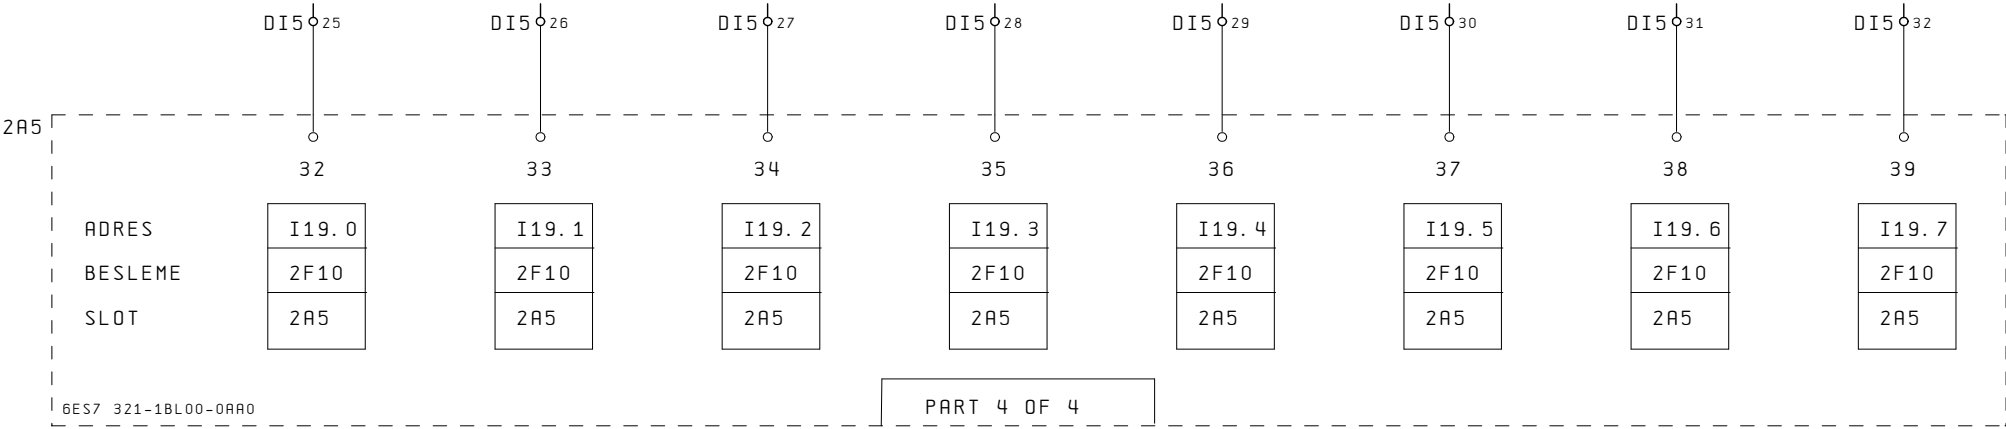 DI5 25 DI5 26 DI5 27 DI5 28 DI5 29 DI5 30 DI5 31 DI5 32
2A5
32 33 34 35 36 37 38 39
ADRES I19.0 I19.1 I19.2 I19.3 I19.4 I19.5 I19.6 I19.7
BESLEME 2F10 2F10 2F10 2F10 2F10 2F10 2F10 2F10
SLOT 2A5 2A5 2A5 2A5 2A5 2A5 2A5 2A5
6ES7 321-1BL00-0AA0 PART 4 OF 4